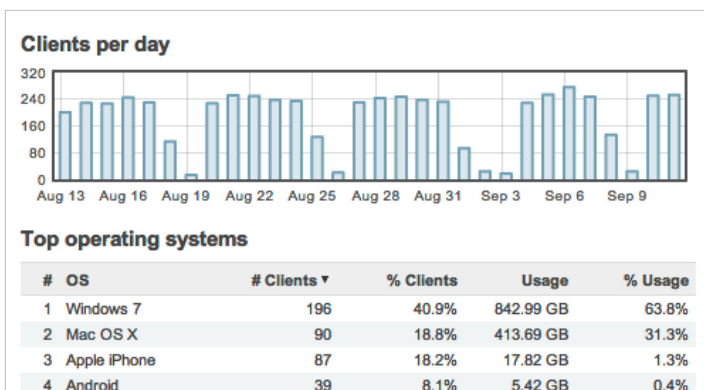 Clients per day
320
240
160
80
0
Aug 13 Aug 16 Aug 19 Aug 22 Aug 25 Aug 28 Aug 31 Sep 3 Sep 6 Sep 9
Top operating systems
# OS # Clients ▼ % Clients Usage % Usage
1 Windows 7 196 40.9% 842.99 GB 63.8%
2 Mac OS X 90 18.8% 413.69 GB 31.3%
3 Apple iPhone 87 18.2% 17.82 GB 1.3%
4 Android 39 8.1% 5.42 GB 0.4%